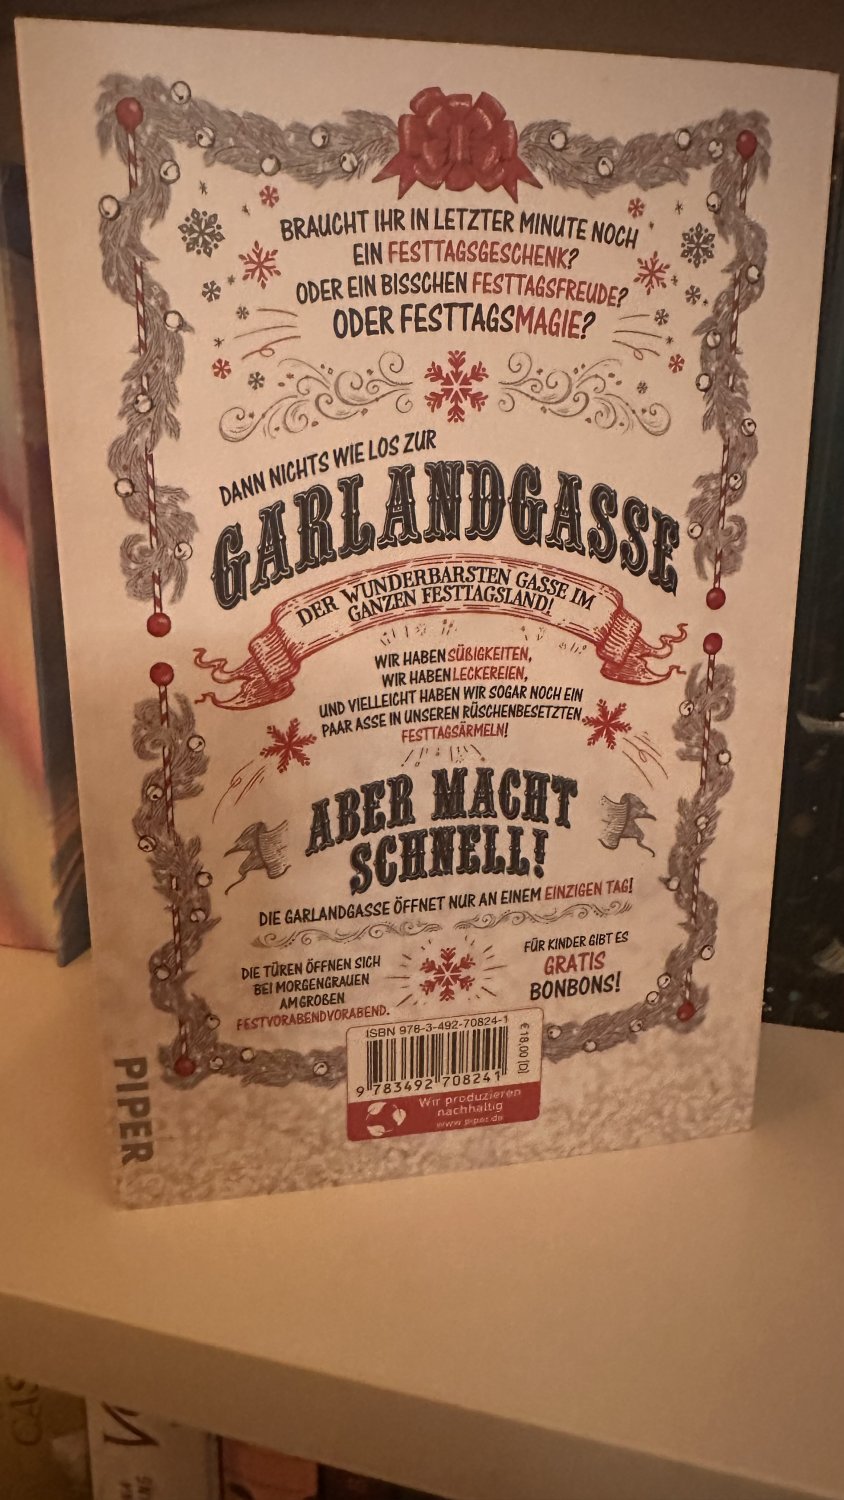 BRAUCHT IHR IN LETZTER MINUTE NOCH
EIN FESTTAGSGESCHENK?
ODER EIN BISSCHEN FESTTAGSFREUDE?
ODER FESTTAGSMAGIE?
DANN NICHTS WIE LOS ZUR
GARLANDGASSE
DER WUNDERBARSTEN GASSE IM
GANZEN FESTTAGSLAND!
WIR HABEN SÜẞIGKEITEN,
WIR HABEN LECKEREIEN,
UND VIELLEICHT HABEN WIR SOGAR NOCH EIN
PAAR ASSE IN UNSEREN RÜSCHENBESETZTEN
FESTTAGSÄRMELN!
ABER MACHT
SCHNELL!
DIE GARLANDGASSE ÖFFNET NUR AN EINEM EINZIGEN TAG!
DIE TÜREN ÖFFNEN SICH
BEI MORGENGRAUEN
AM GROẞEN
FESTVORABENDVORABEND.
FÜR KINDER GIBT ES
GRATIS
BONBONS!
ISBN 978-3-492-70824-1
€ 18,00 [D]
9 783492 708241
Wir produzieren
nachhaltig
www.piper.de
PIPER
CAS